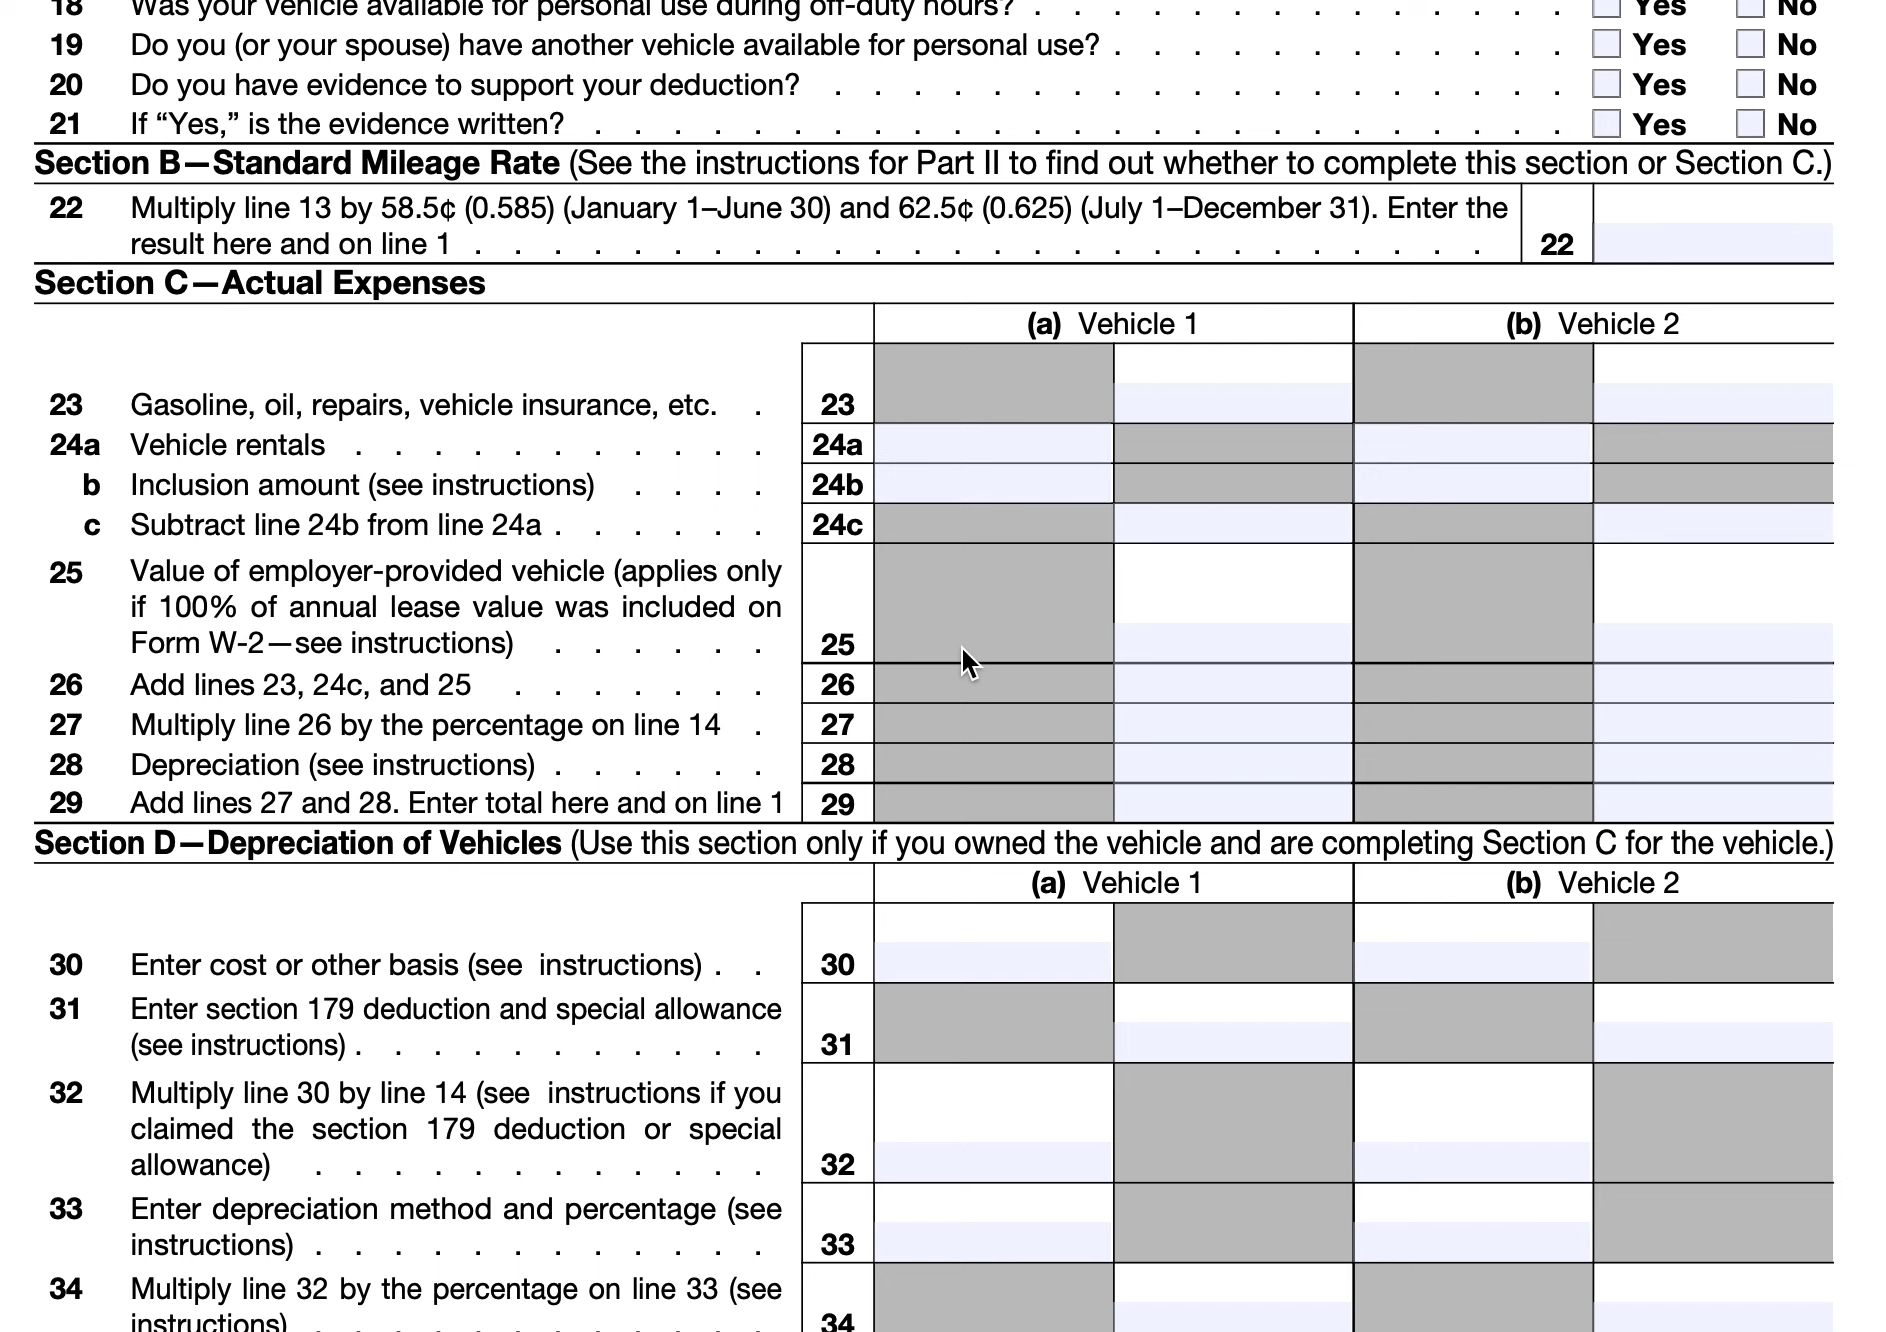 18 Was your vehicle available for personal use during off-duty hours? . . . . . . . . . . . . . . Yes No
19 Do you (or your spouse) have another vehicle available for personal use? . . . . . . . . . . . . Yes No
20 Do you have evidence to support your deduction? . . . . . . . . . . . . . . . . . . . Yes No
21 If “Yes,” is the evidence written? . . . . . . . . . . . . . . . . . . . . . . . . . Yes No
Section B—Standard Mileage Rate (See the instructions for Part II to find out whether to complete this section or Section C.)
22 Multiply line 13 by 58.5¢ (0.585) (January 1–June 30) and 62.5¢ (0.625) (July 1–December 31). Enter the
result here and on line 1 . . . . . . . . . . . . . . . . . . . . . . . . . . 22
Section C—Actual Expenses
(a) Vehicle 1 (b) Vehicle 2
23 Gasoline, oil, repairs, vehicle insurance, etc. . 23
24a Vehicle rentals . . . . . . . . . . . 24a
b Inclusion amount (see instructions) . . . . 24b
c Subtract line 24b from line 24a . . . . . . 24c
25 Value of employer-provided vehicle (applies only
if 100% of annual lease value was included on
Form W-2—see instructions) . . . . . . 25
26 Add lines 23, 24c, and 25 . . . . . . . 26
27 Multiply line 26 by the percentage on line 14 . 27
28 Depreciation (see instructions) . . . . . . 28
29 Add lines 27 and 28. Enter total here and on line 1 29
Section D—Depreciation of Vehicles (Use this section only if you owned the vehicle and are completing Section C for the vehicle.)
(a) Vehicle 1 (b) Vehicle 2
30 Enter cost or other basis (see instructions) . . 30
31 Enter section 179 deduction and special allowance
(see instructions) . . . . . . . . . . . 31
32 Multiply line 30 by line 14 (see instructions if you
claimed the section 179 deduction or special
allowance) . . . . . . . . . . . . 32
33 Enter depreciation method and percentage (see
instructions) . . . . . . . . . . . . 33
34 Multiply line 32 by the percentage on line 33 (see
instructions) . . . . . . . . . . . . 34